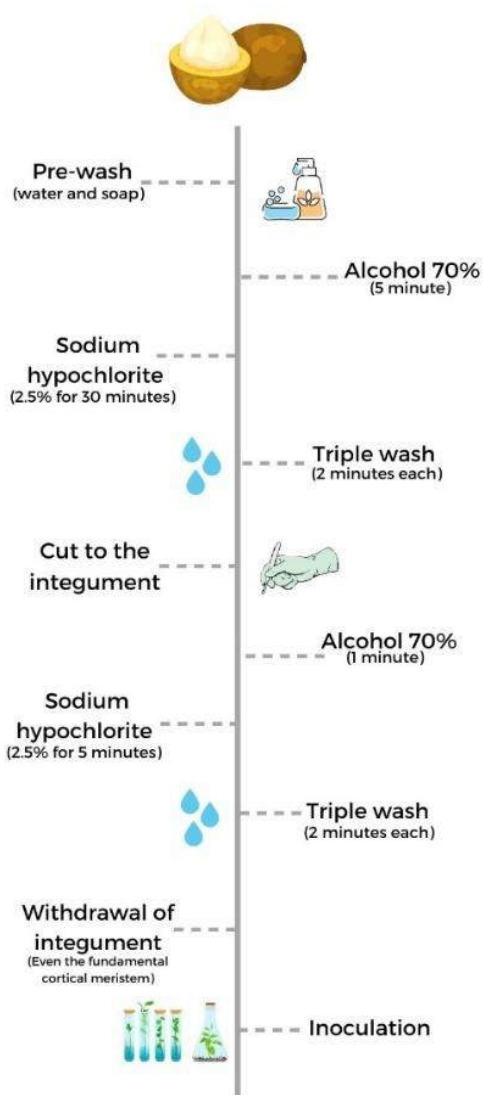 Pre-wash
(water and soap)
Alcohol 70%
(5 minute)
Sodium
hypochlorite
(2.5% for 30 minutes)
Triple wash
(2 minutes each)
Cut to the
integument
Alcohol 70%
(1 minute)
Sodium
hypochlorite
(2.5% for 5 minutes)
Triple wash
(2 minutes each)
Withdrawal of
integument
(Even the fundamental
cortical meristem)
Inoculation